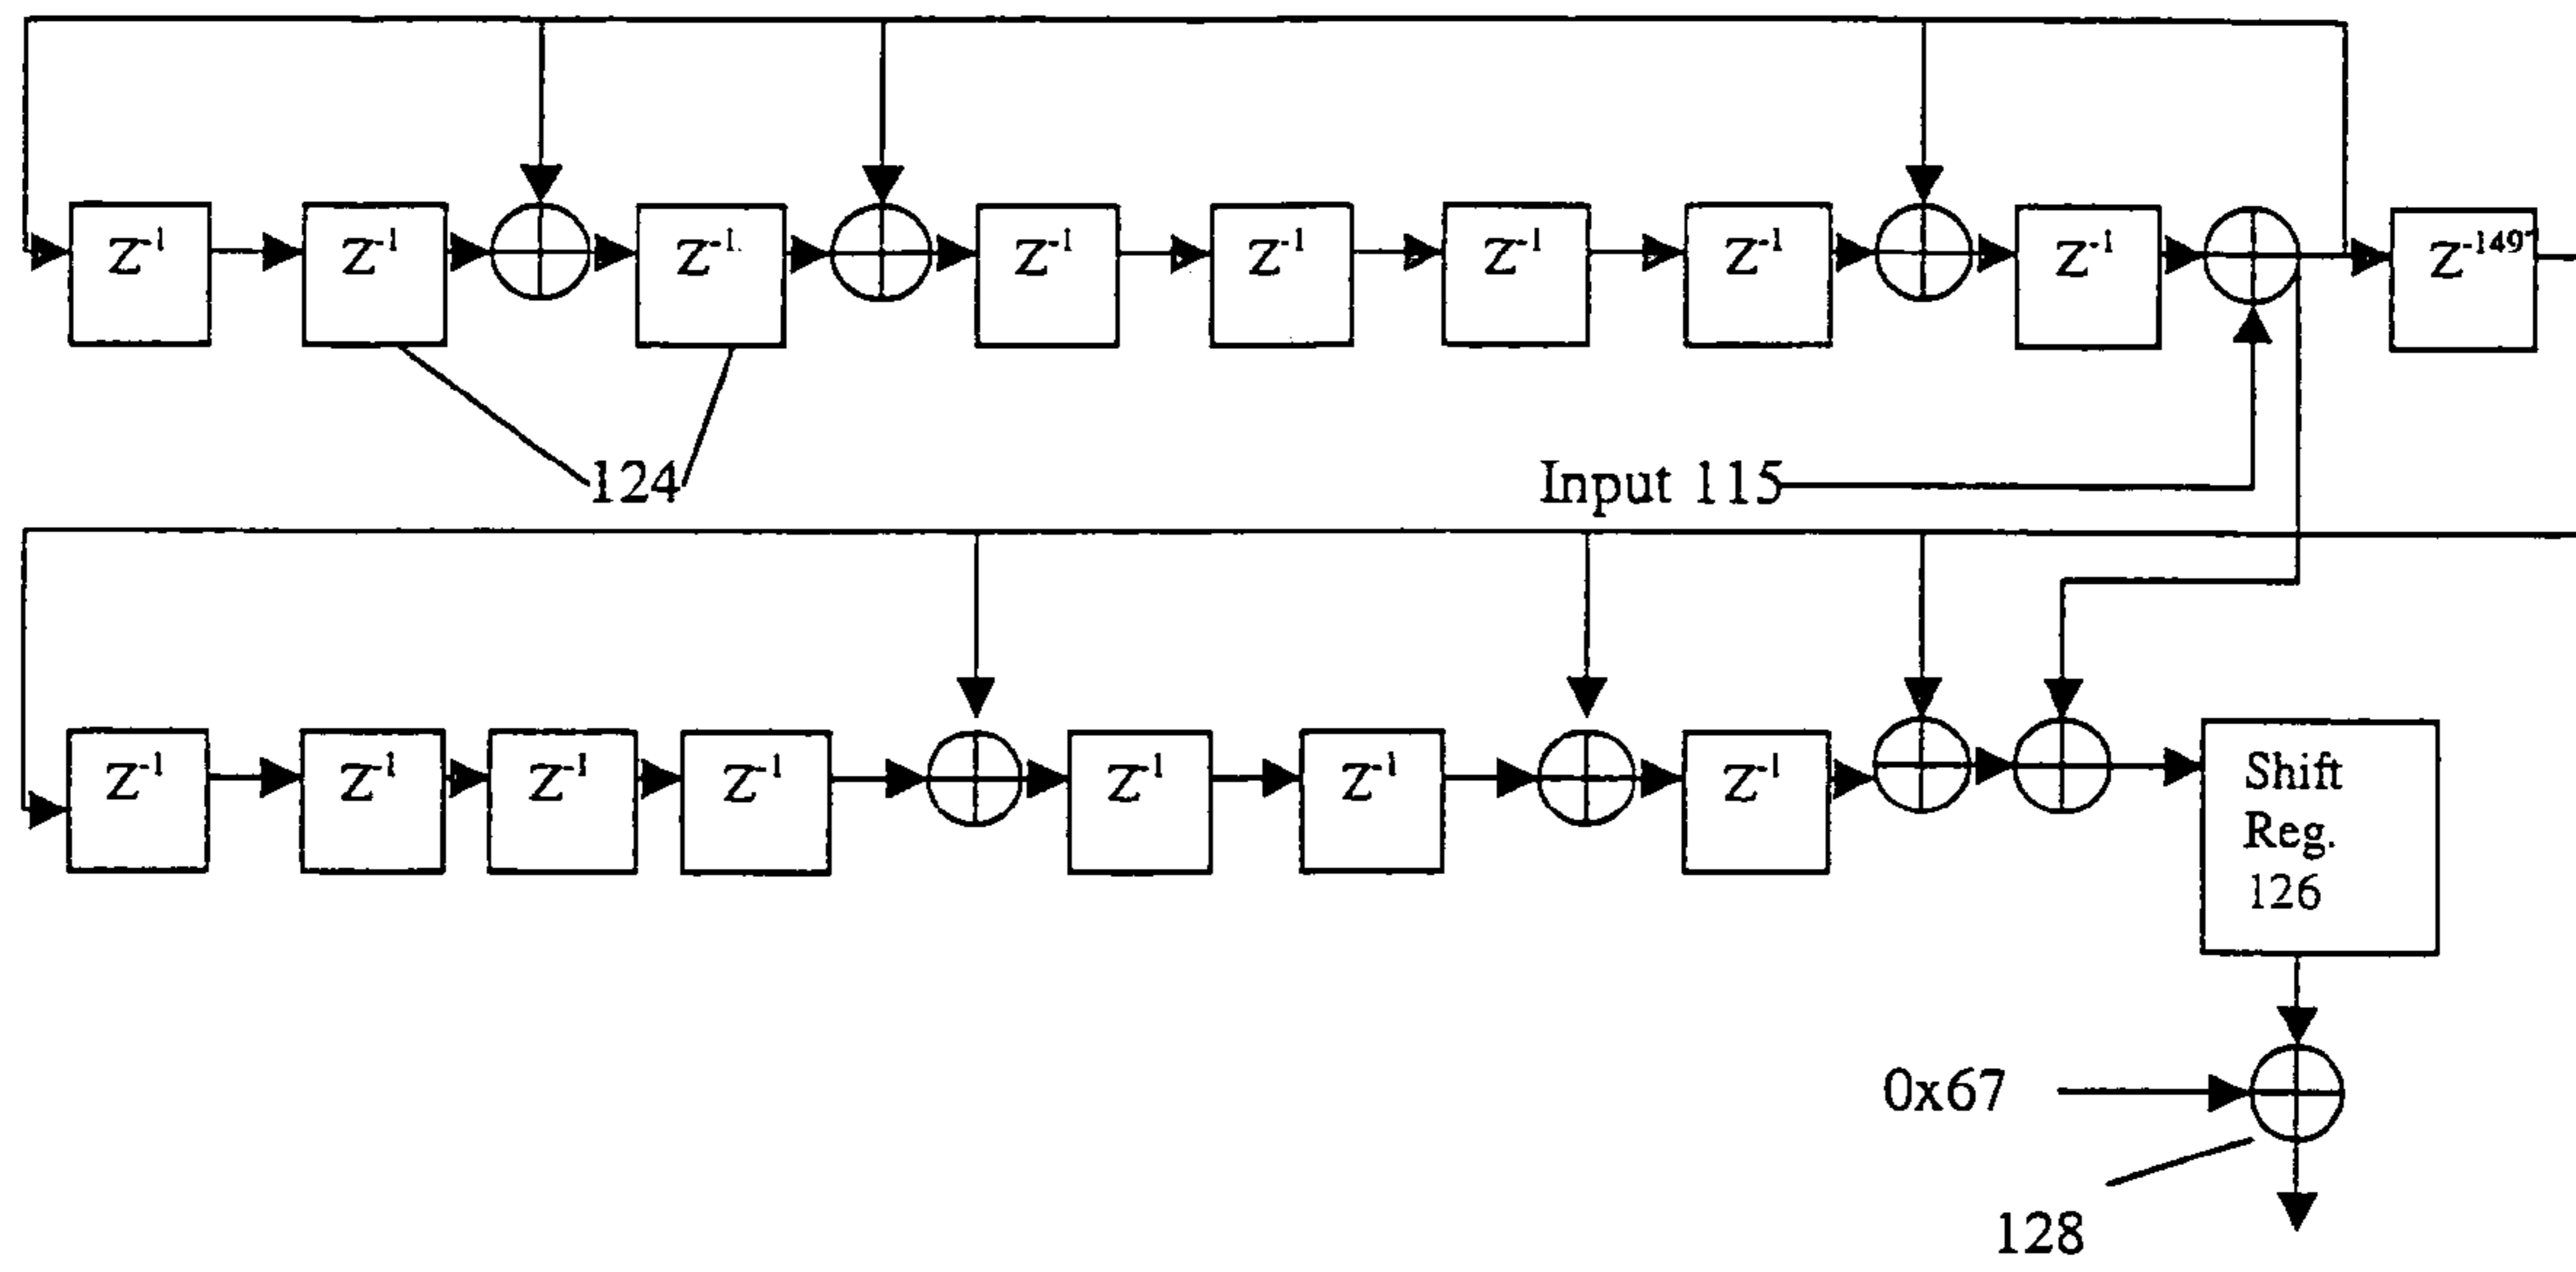 Z⁻¹ Z⁻¹ Z⁻¹ Z⁻¹ Z⁻¹ Z⁻¹ Z⁻¹ Z⁻¹ Z⁻¹⁴⁹⁷
124
Input 115
Z⁻¹ Z⁻¹ Z⁻¹ Z⁻¹ Z⁻¹ Z⁻¹ Z⁻¹
Shift
Reg.
126
0x67
128